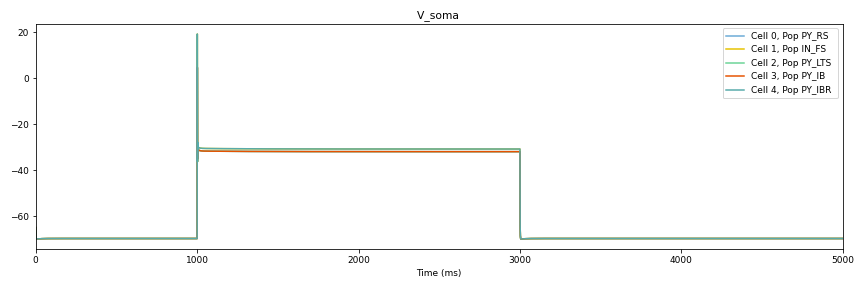 V_soma
20
0
−20
−40
−60
Cell 0, Pop PY_RS
Cell 1, Pop IN_FS
Cell 2, Pop PY_LTS
Cell 3, Pop PY_IB
Cell 4, Pop PY_IBR
0 1000 2000 3000 4000 5000
Time (ms)